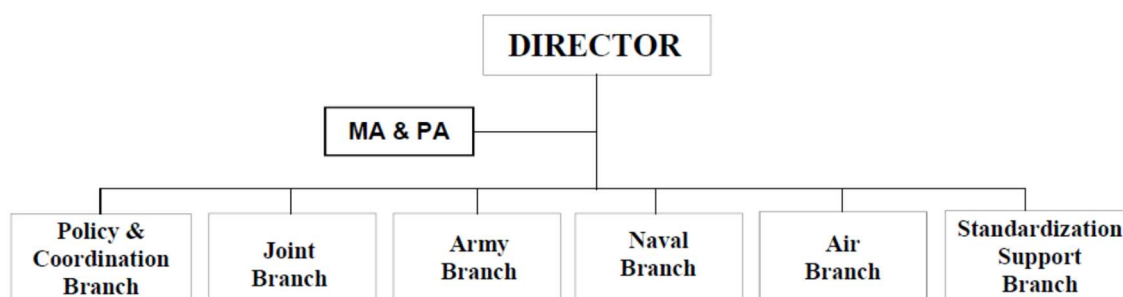 DIRECTOR
MA & PA
Policy &
Coordination
Branch
Joint
Branch
Army
Branch
Naval
Branch
Air
Branch
Standardization
Support
Branch